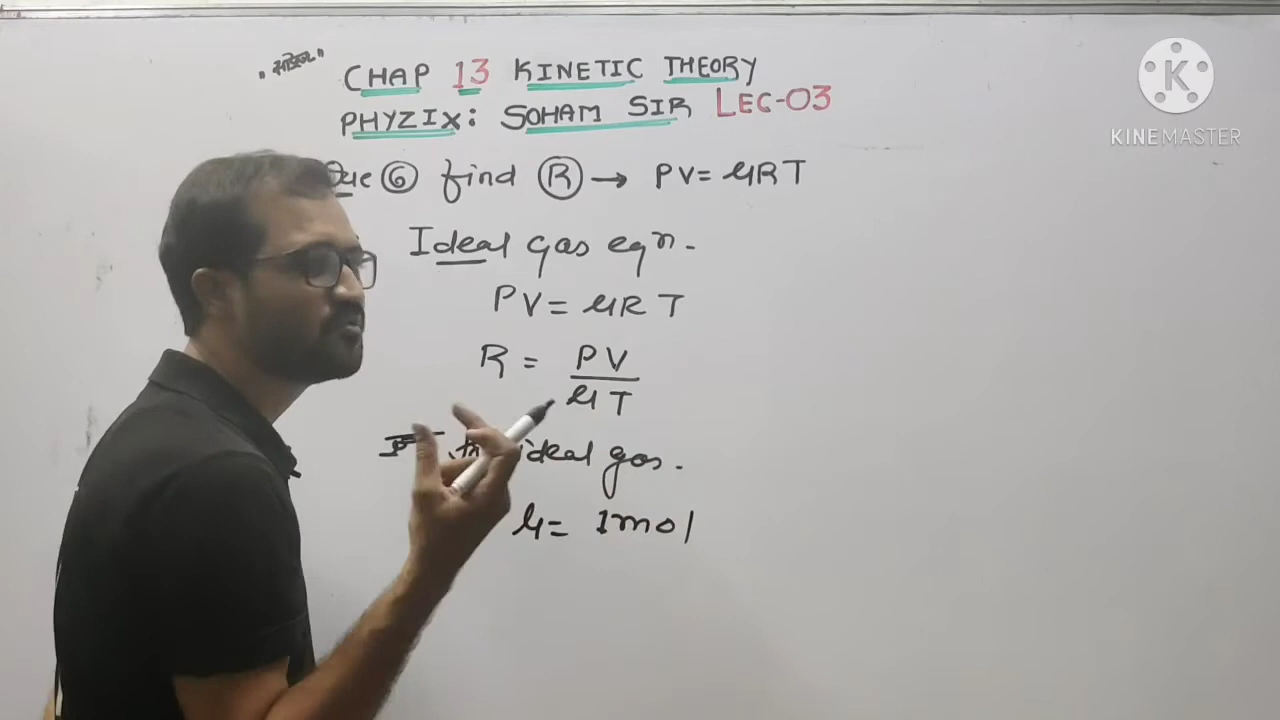 CHAP 13 KINETIC THEORY
PHYZIX: SOHAM SIR LEC-03
Que ⑥ find Ⓡ → PV= μRT
Ideal gas eqn.
PV= μRT
R = PV
μT
ideal gas.
μ= 1mol
K
KINEMASTER